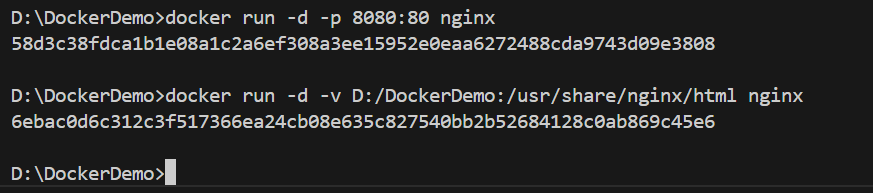 D:\DockerDemo>docker run -d -p 8080:80 nginx
58d3c38fdca1b1e08a1c2a6ef308a3ee15952e0eaa6272488cda9743d09e3808
D:\DockerDemo>docker run -d -v D:/DockerDemo:/usr/share/nginx/html nginx
6ebac0d6c312c3f517366ea24cb08e635c827540bb2b52684128c0ab869c45e6
D:\DockerDemo>